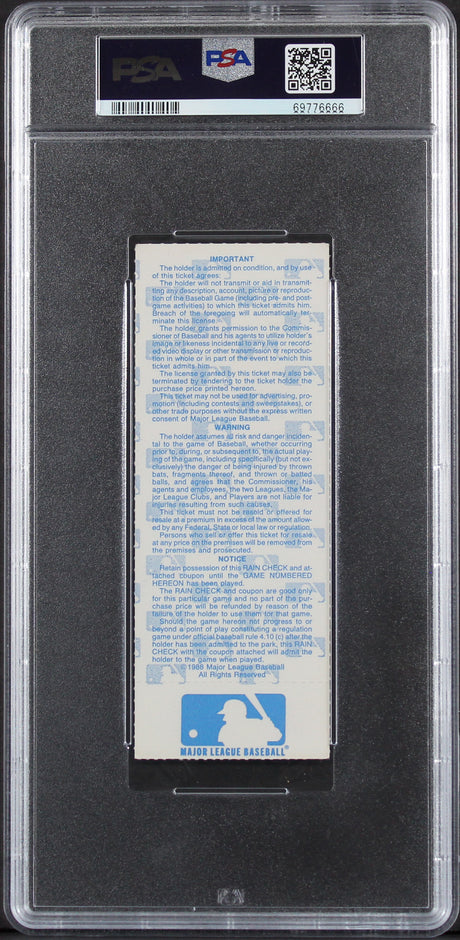 PSA
PSA
69776666
IMPORTANT
The holder is admitted on condition, and by use
of this ticket agrees:
The holder will not transmit or aid in transmit-
ting any description, account, picture or reproduc-
tion of the Baseball Game (including pre- and post-
game activities) to which this ticket admits him.
Breach of the foregoing will automatically ter-
minate this license.
The holder grants permission to the Commis-
sioner of Baseball and his agents to utilize holder's
image or likeness incidental to any live or record-
ed video display or other transmission or reproduc-
tion in whole or in part of the event to which this
ticket admits him.
The license granted by this ticket may also be
terminated by tendering to the ticket holder the
purchase price printed hereon.
This ticket may not be used for advertising, pro-
motion (including contests and sweepstakes), or
other trade purposes without the express written
consent of Major League Baseball.
WARNING
The holder assumes all risk and danger inciden-
tal to the game of Baseball, whether occurring
prior to, during, or subsequent to, the actual play-
ing of the game, including specifically (but not ex-
clusively) the danger of being injured by thrown
bats, fragments thereof, and thrown or batted
balls, and agrees that the Commissioner, his
agents and employees, the two Leagues, the Ma-
jor League Clubs, and Players are not liable for
injuries resulting from such causes.
This ticket must not be resold or offered for
resale at a premium in excess of the amount allow-
ed by any Federal, State or local law or regulation.
Persons who sell or offer this ticket for resale
at any price on the premises will be removed from
the premises and prosecuted.
NOTICE
Retain possession of this RAIN CHECK and at-
tached coupon until the GAME NUMBERED
HEREON has been played.
The RAIN CHECK and coupon are good only
for this particular game and no part of the pur-
chase price will be refunded by reason of the
failure of the holder to use them for that game.
Should the game hereon not progress to or
beyond a point of play constituting a regulation
game under official baseball rule 4.10 (c) after the
holder has been admitted to the park, this RAIN
CHECK with the coupon attached will admit the
holder to the game when played.
©1988 Major League Baseball
All Rights Reserved
MAJOR LEAGUE BASEBALL®
PSA